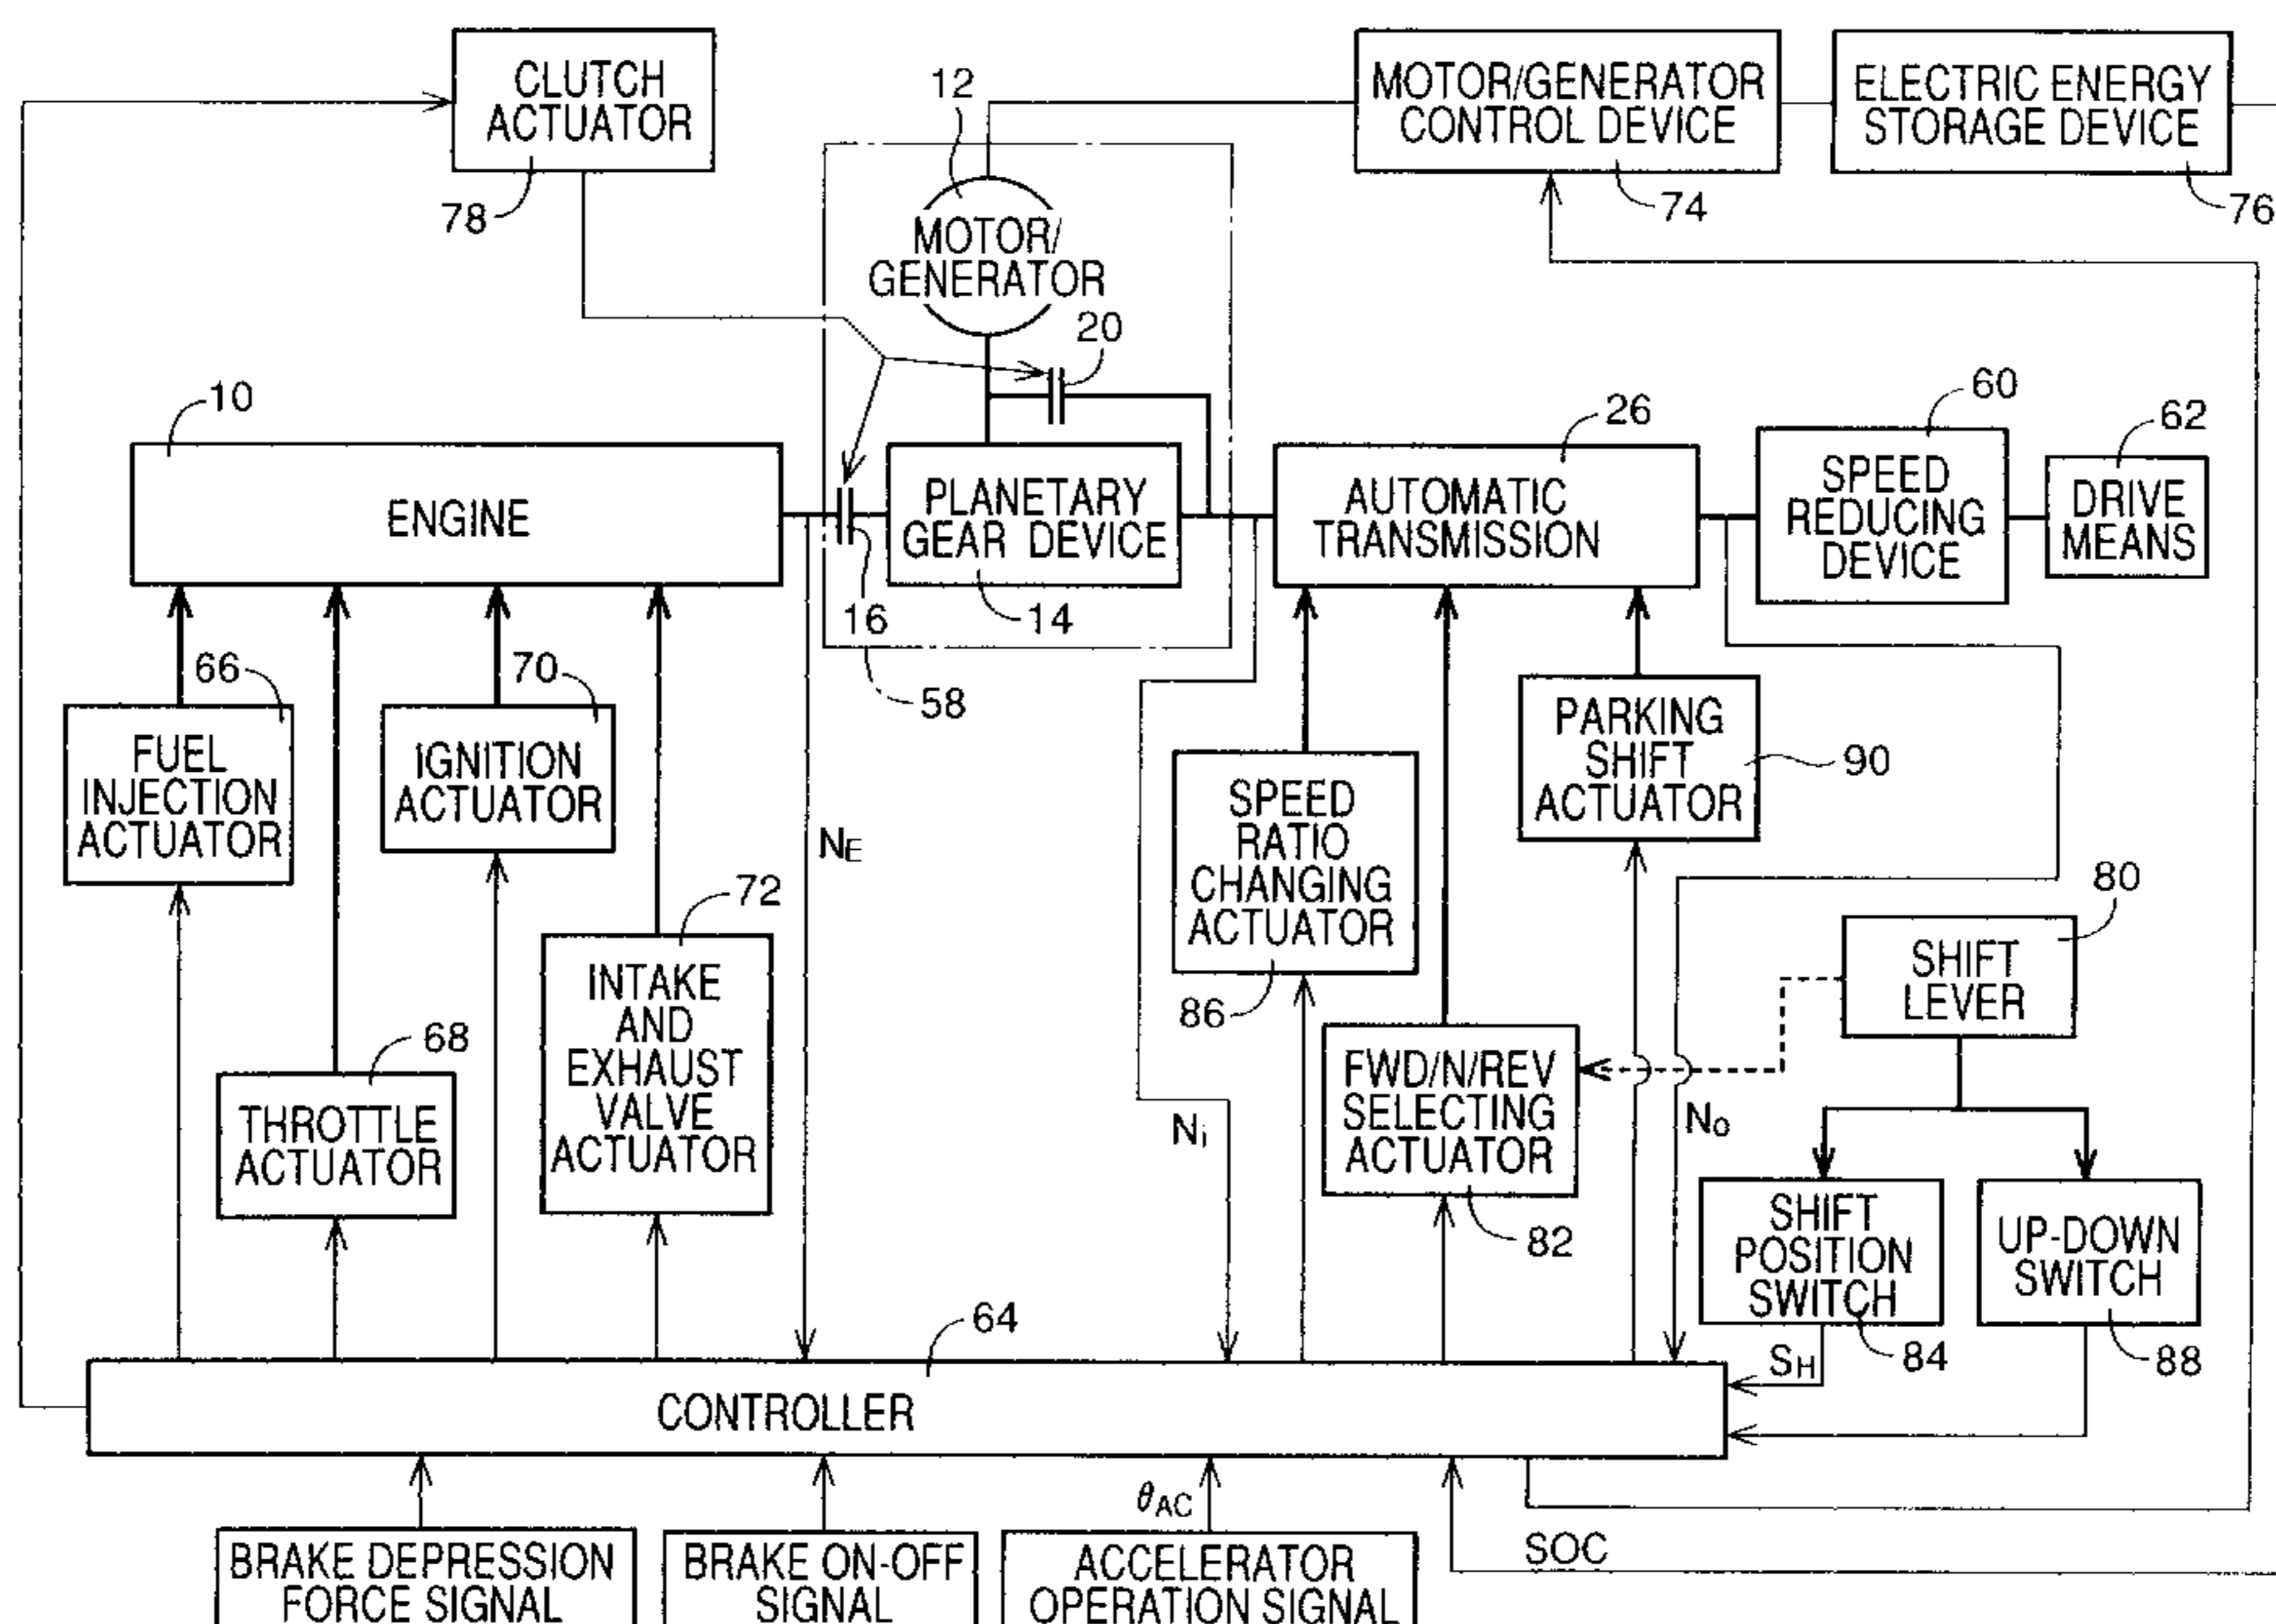 CLUTCH
ACTUATOR
78
12
MOTOR/GENERATOR
CONTROL DEVICE
74
ELECTRIC ENERGY
STORAGE DEVICE
76
MOTOR/
GENERATOR
20
10
ENGINE
16
PLANETARY
GEAR DEVICE
14
58
26
AUTOMATIC
TRANSMISSION
60
SPEED
REDUCING
DEVICE
62
DRIVE
MEANS
66
FUEL
INJECTION
ACTUATOR
70
IGNITION
ACTUATOR
68
THROTTLE
ACTUATOR
72
INTAKE
AND
EXHAUST
VALVE
ACTUATOR
NE
Ni
SPEED
RATIO
CHANGING
ACTUATOR
86
FWD/N/REV
SELECTING
ACTUATOR
82
PARKING
SHIFT
ACTUATOR
90
No
80
SHIFT
LEVER
SHIFT
POSITION
SWITCH
84
UP-DOWN
SWITCH
88
SH
64
CONTROLLER
θAC
SOC
BRAKE DEPRESSION
FORCE SIGNAL
BRAKE ON-OFF
SIGNAL
ACCELERATOR
OPERATION SIGNAL